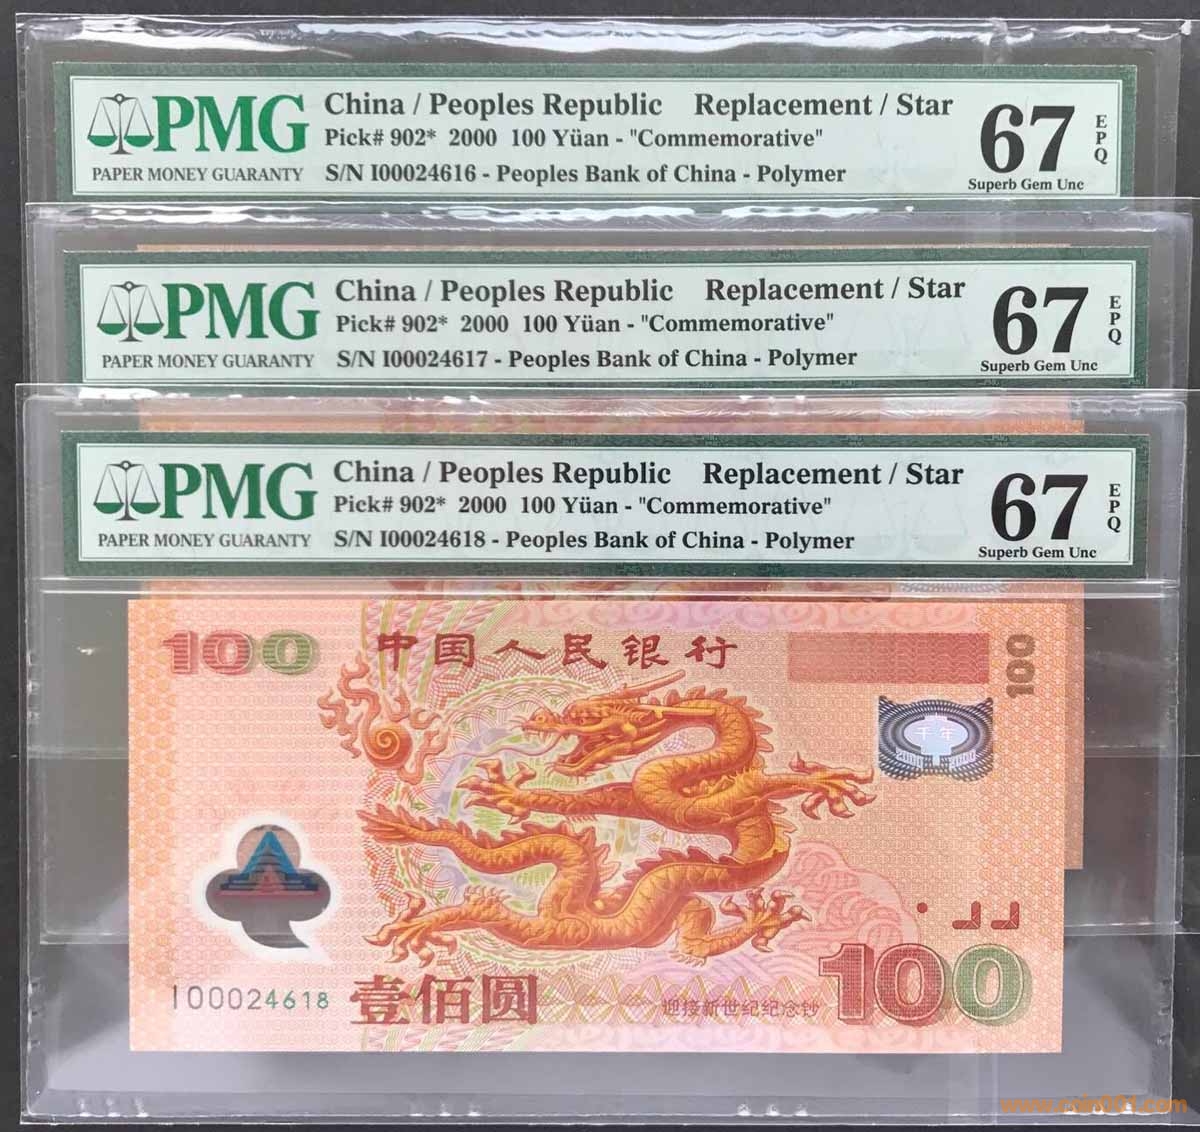 PMG
PAPER MONEY GUARANTY
China / Peoples Republic Replacement / Star
Pick# 902* 2000 100 Yüan - "Commemorative"
S/N I00024616 - Peoples Bank of China - Polymer
67
EPQ
Superb Gem Unc
PMG
PAPER MONEY GUARANTY
China / Peoples Republic Replacement / Star
Pick# 902* 2000 100 Yüan - "Commemorative"
S/N I00024617 - Peoples Bank of China - Polymer
67
EPQ
Superb Gem Unc
PMG
PAPER MONEY GUARANTY
China / Peoples Republic Replacement / Star
Pick# 902* 2000 100 Yüan - "Commemorative"
S/N I00024618 - Peoples Bank of China - Polymer
67
EPQ
Superb Gem Unc
100
中国人民银行
100
千年
2000 2000
I00024618
壹佰圆
迎接新世纪纪念钞
100
www.coin001.com